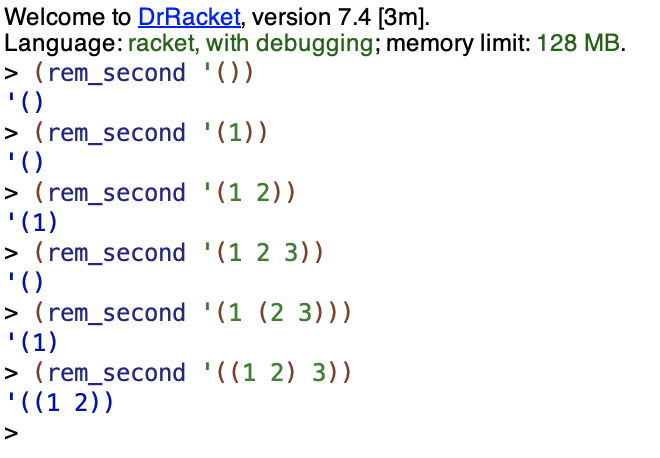 Welcome to DrRacket, version 7.4 [3m].
Language: racket, with debugging; memory limit: 128 MB.
> (rem_second '())
'()
> (rem_second '(1))
'()
> (rem_second '(1 2))
'(1)
> (rem_second '(1 2 3))
'()
> (rem_second '(1 (2 3)))
'(1)
> (rem_second '((1 2) 3))
'((1 2))
>